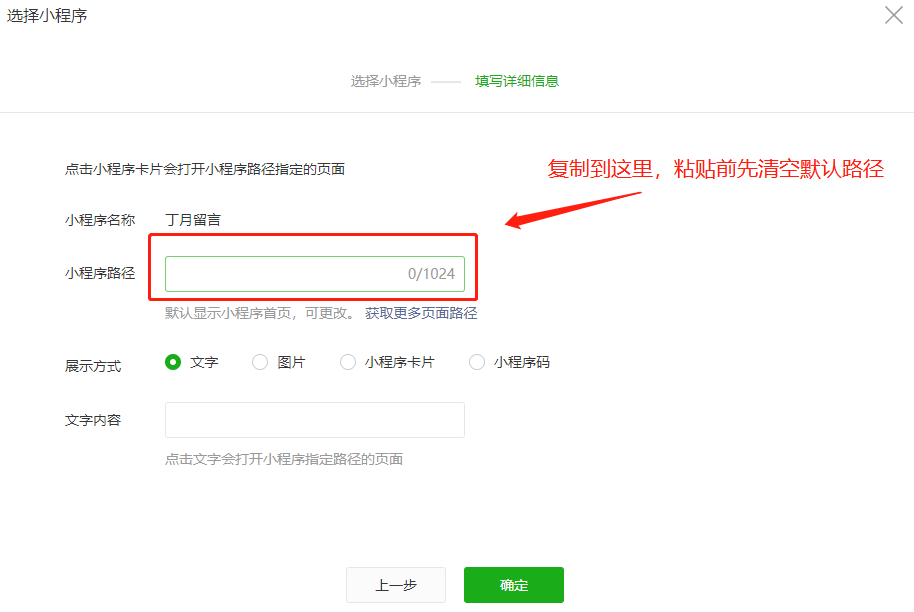 选择小程序
选择小程序 填写详细信息
点击小程序卡片会打开小程序路径指定的页面
复制到这里，粘贴前先清空默认路径
小程序名称 丁月留言
小程序路径 0/1024
默认显示小程序首页，可更改。 获取更多页面路径
展示方式 文字 图片 小程序卡片 小程序码
文字内容
点击文字会打开小程序指定路径的页面
上一步 确定